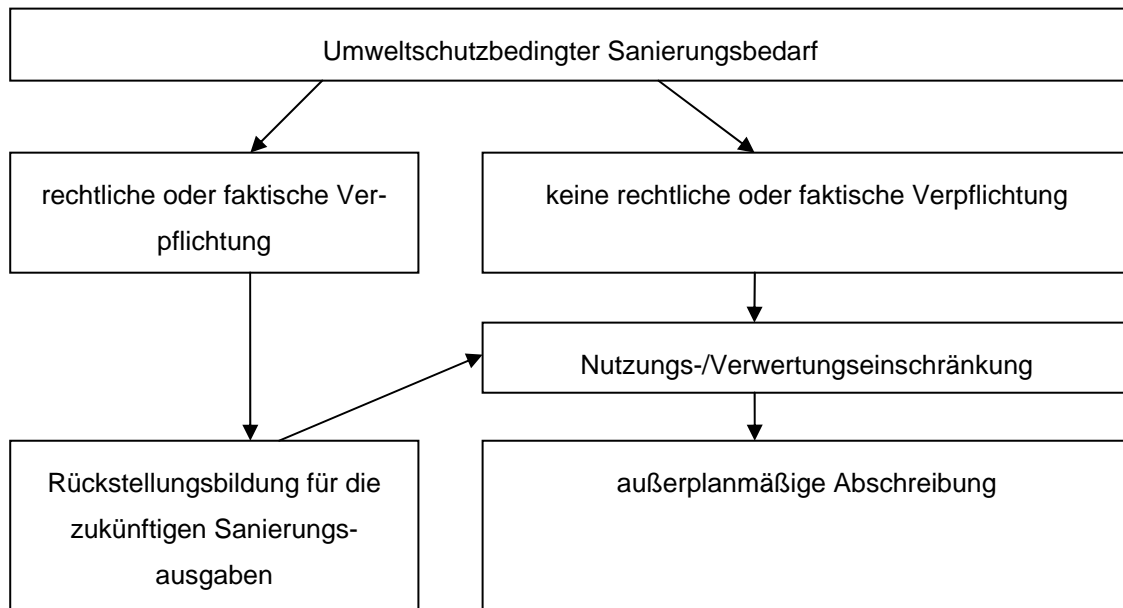 Umweltschutzbedingter Sanierungsbedarf
rechtliche oder faktische Ver-
pflichtung
keine rechtliche oder faktische Verpflichtung
Nutzungs-/Verwertungseinschränkung
Rückstellungsbildung für die
zukünftigen Sanierungs-
ausgaben
außerplanmäßige Abschreibung